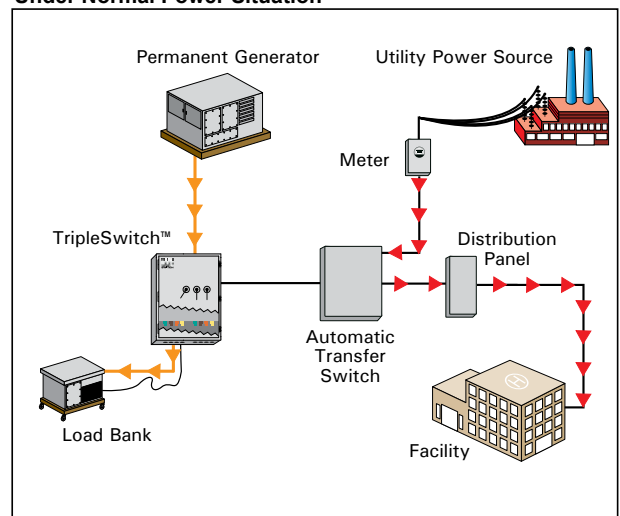 Under Normal Power Situation
Permanent Generator
Utility Power Source
Meter
TripleSwitch™
Distribution
Panel
Automatic
Transfer
Switch
Load Bank
Facility
H